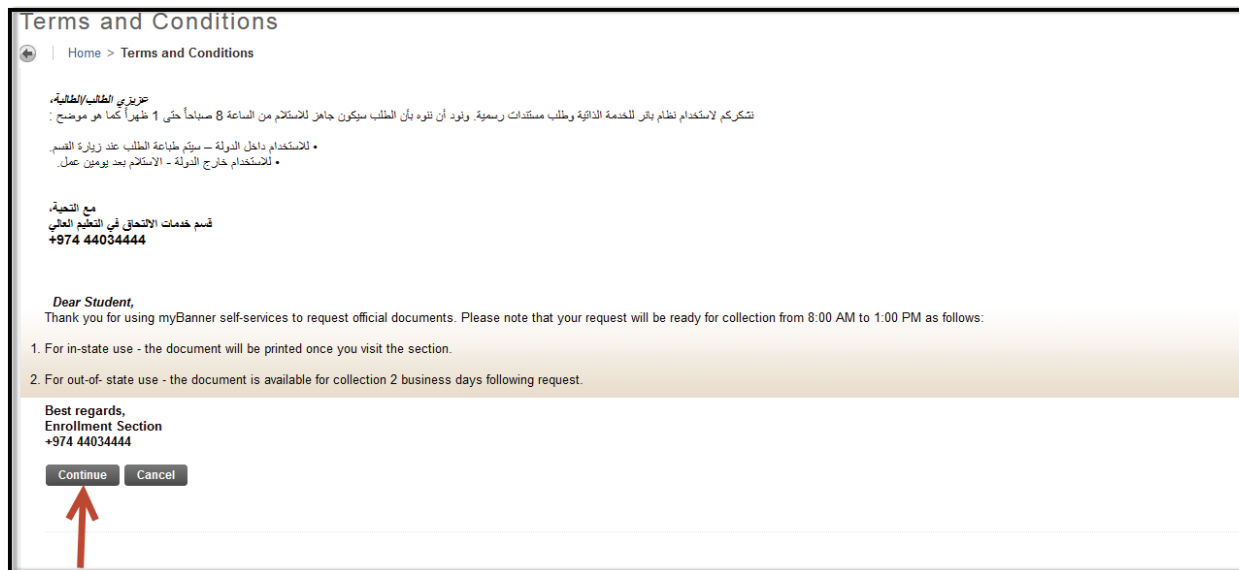 Terms and Conditions
Home > Terms and Conditions
عزيزي الطالب/الطالبة،
نشكركم لاستخدام نظام بانر للخدمة الذاتية وطلب مستندات رسمية. ونود أن ننوه بأن الطلب سيكون جاهز للاستلام من الساعة 8 صباحاً حتى 1 ظهراً كما هو موضح :
• للاستخدام داخل الدولة – سيتم طباعة الطلب عند زيارة القسم.
• للاستخدام خارج الدولة - الاستلام بعد يومين عمل.
مع التحية،
قسم خدمات الالتحاق في التعليم العالي
+974 44034444
Dear Student,
Thank you for using myBanner self-services to request official documents. Please note that your request will be ready for collection from 8:00 AM to 1:00 PM as follows:
1. For in-state use - the document will be printed once you visit the section.
2. For out-of- state use - the document is available for collection 2 business days following request.
Best regards,
Enrollment Section
+974 44034444
Continue Cancel